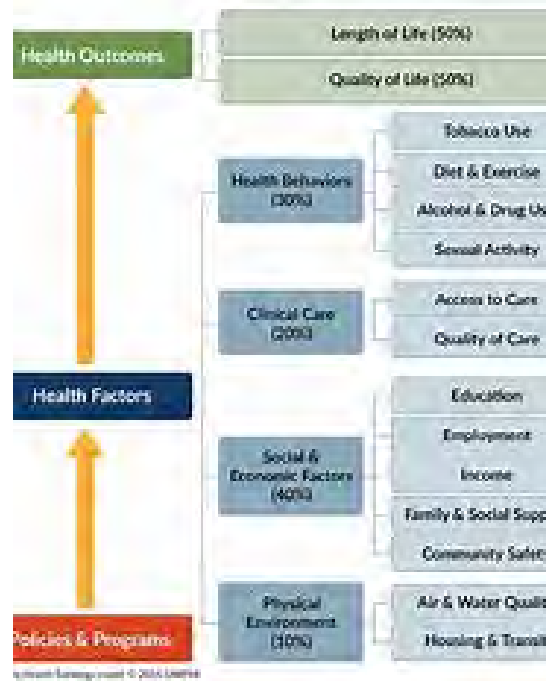 Health Outcomes
Length of Life (50%)
Quality of Life (50%)
Health Behaviors
(30%)
Tobacco Use
Diet & Exercise
Alcohol & Drug Us
Sexual Activity
Clinical Care
(20%)
Access to Care
Quality of Care
Health Factors
Social &
Economic Factors
(40%)
Education
Employment
Income
Family & Social Supp
Community Safet
Policies & Programs
Physical
Environment
(10%)
Air & Water Qualit
Housing & Transit